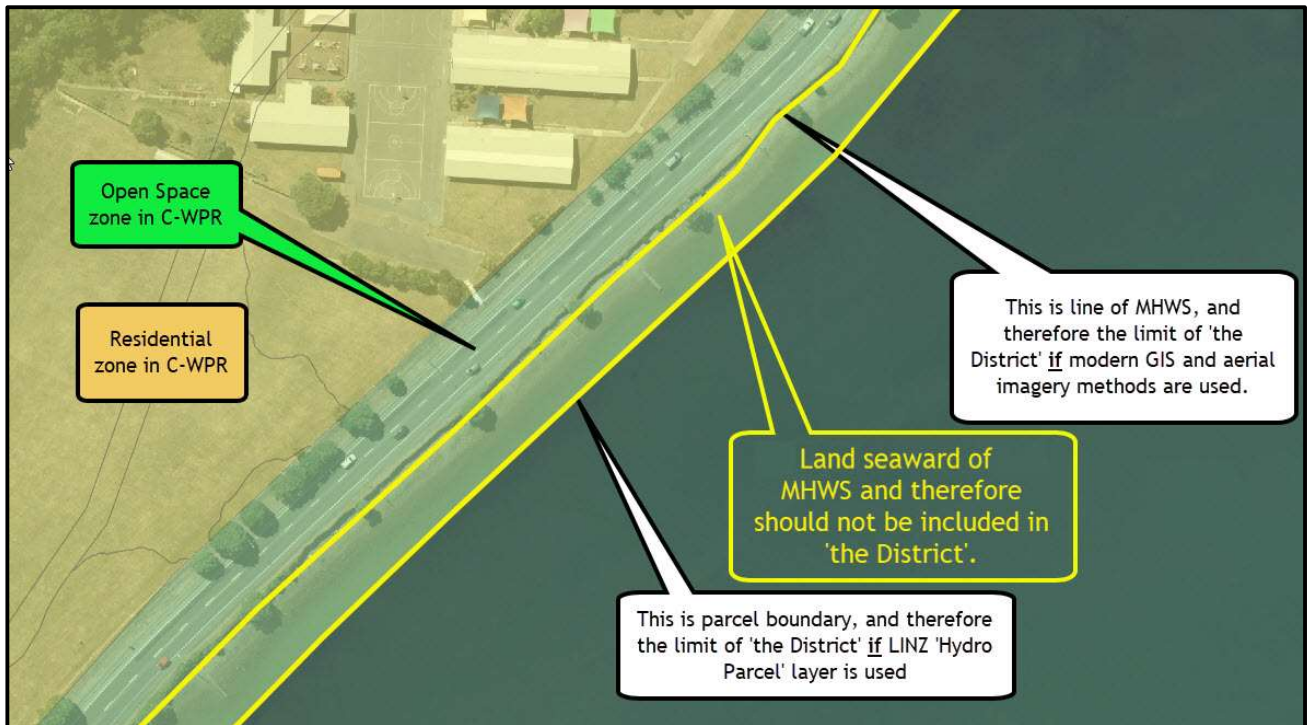 Open Space
zone in C-WPR
Residential
zone in C-WPR
This is line of MHWS, and
therefore the limit of 'the
District' if modern GIS and aerial
imagery methods are used.
Land seaward of
MHWS and therefore
should not be included in
'the District'.
This is parcel boundary, and therefore
the limit of 'the District' if LINZ 'Hydro
Parcel' layer is used